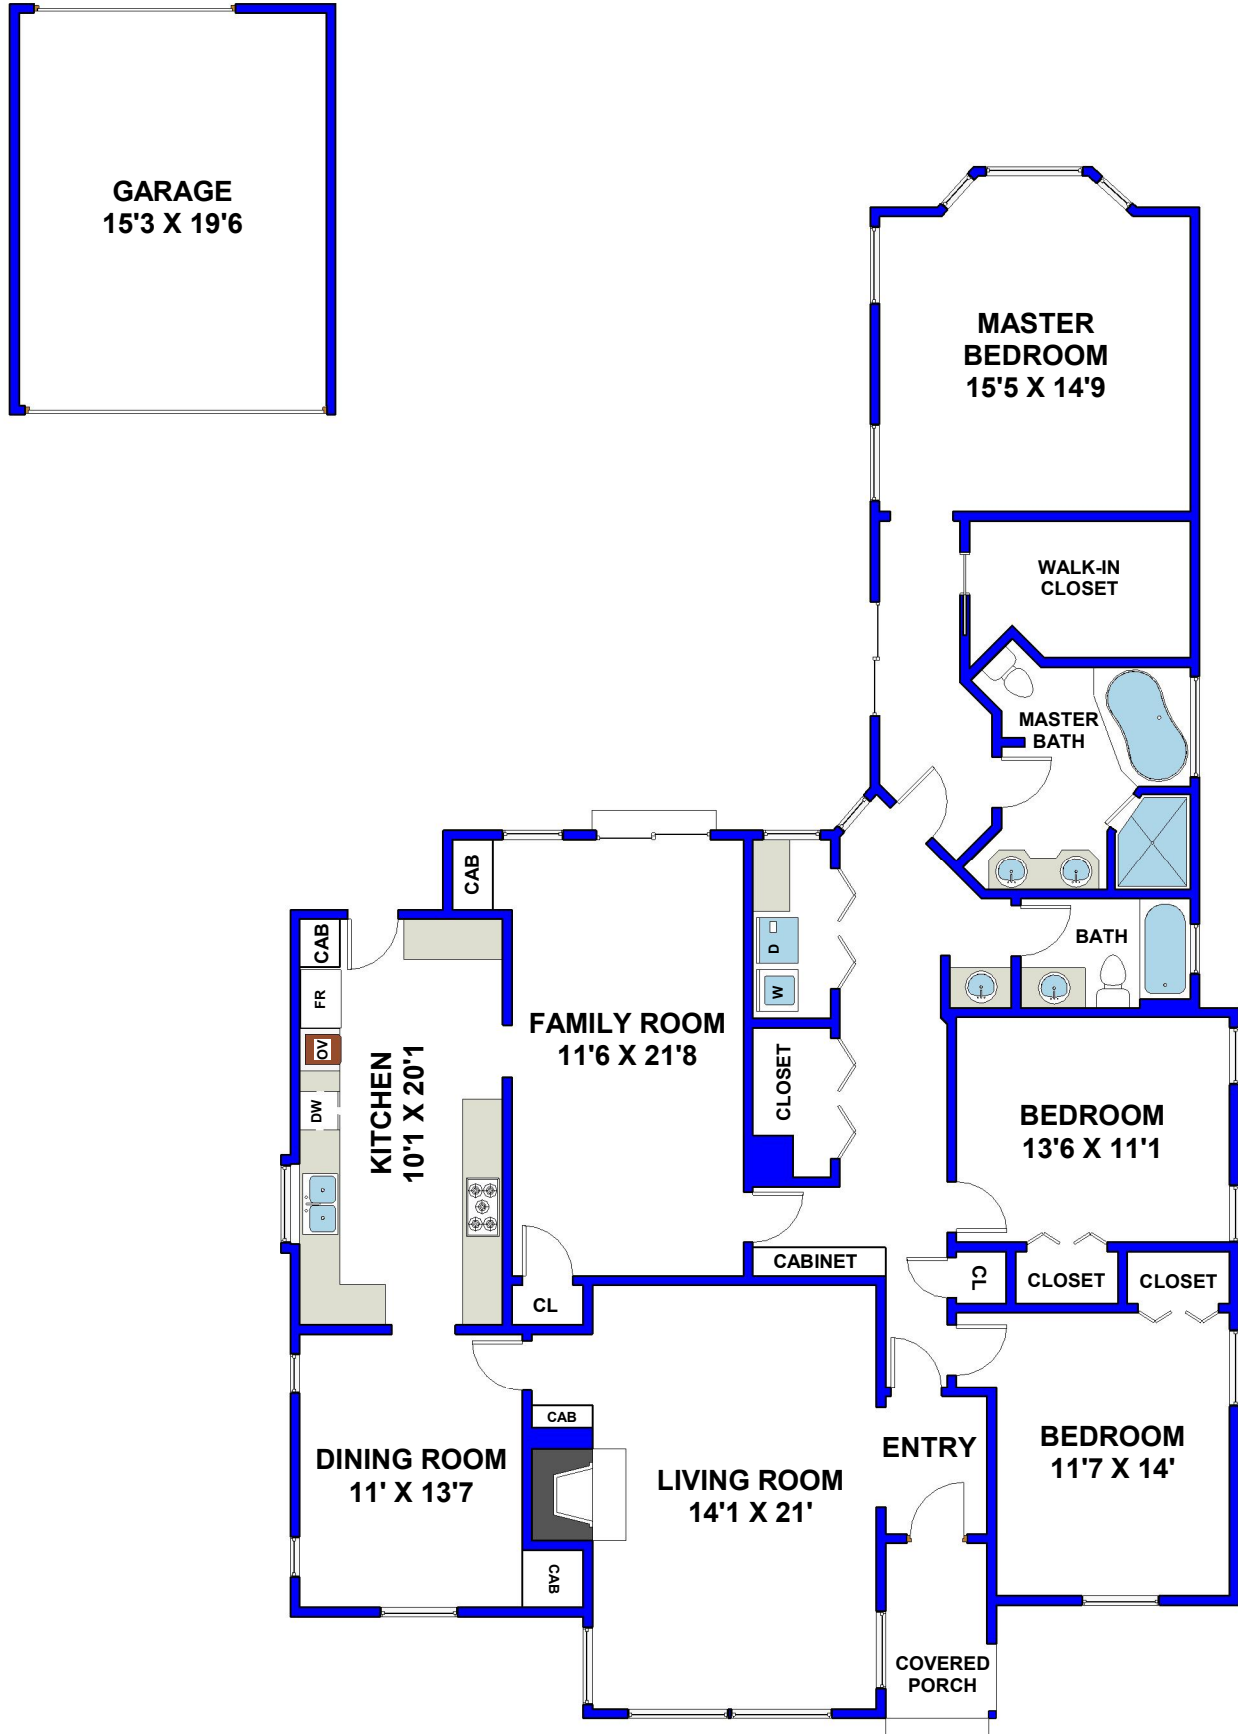 GARAGE
15'3 X 19'6
MASTER
BEDROOM
15'5 X 14'9
WALK-IN
CLOSET
MASTER
BATH
CAB
CAB
D
W
BATH
FR
OV
DW
KITCHEN
10'1 X 20'1
FAMILY ROOM
11'6 X 21'8
CLOSET
BEDROOM
13'6 X 11'1
CABINET
CL
CL
CLOSET
CLOSET
CAB
DINING ROOM
11' X 13'7
LIVING ROOM
14'1 X 21'
ENTRY
BEDROOM
11'7 X 14'
CAB
COVERED
PORCH